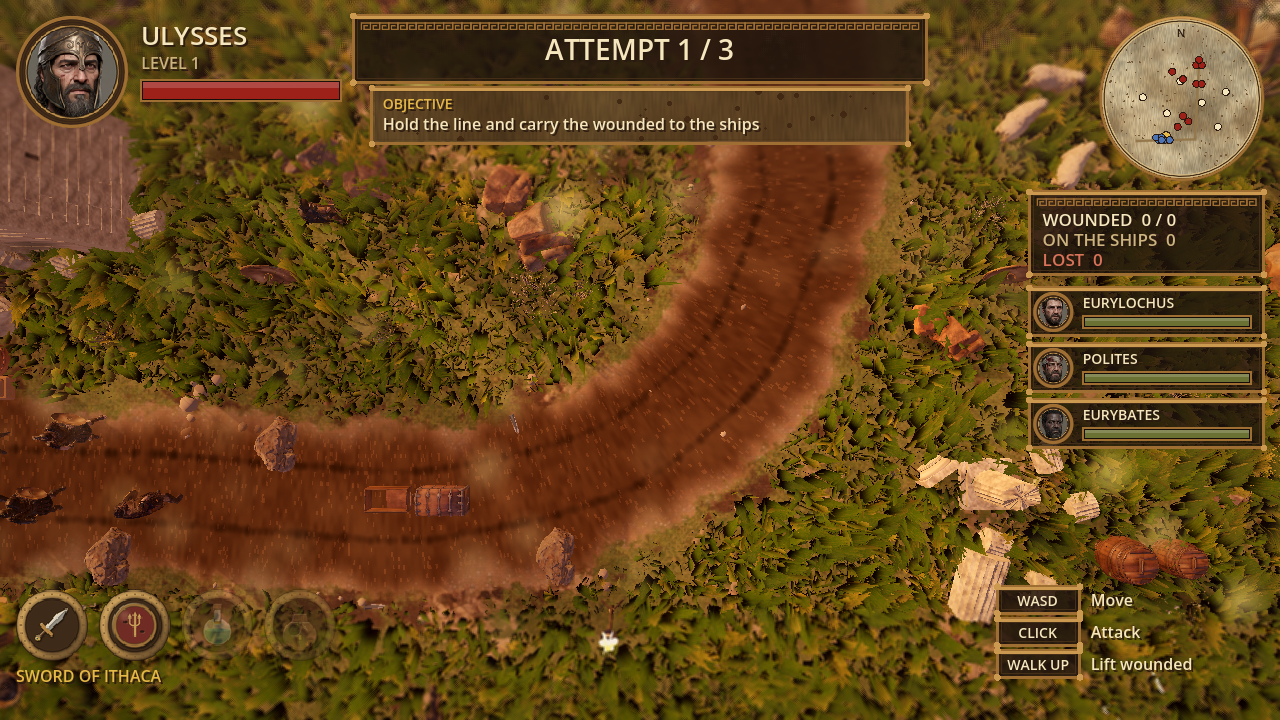 ULYSSES
LEVEL 1
ATTEMPT 1 / 3
OBJECTIVE
Hold the line and carry the wounded to the ships
N
WOUNDED 0 / 0
ON THE SHIPS 0
LOST 0
EURYLOCHUS
POLITES
EURYBATES
WASD Move
CLICK Attack
WALK UP Lift wounded
SWORD OF ITHACA